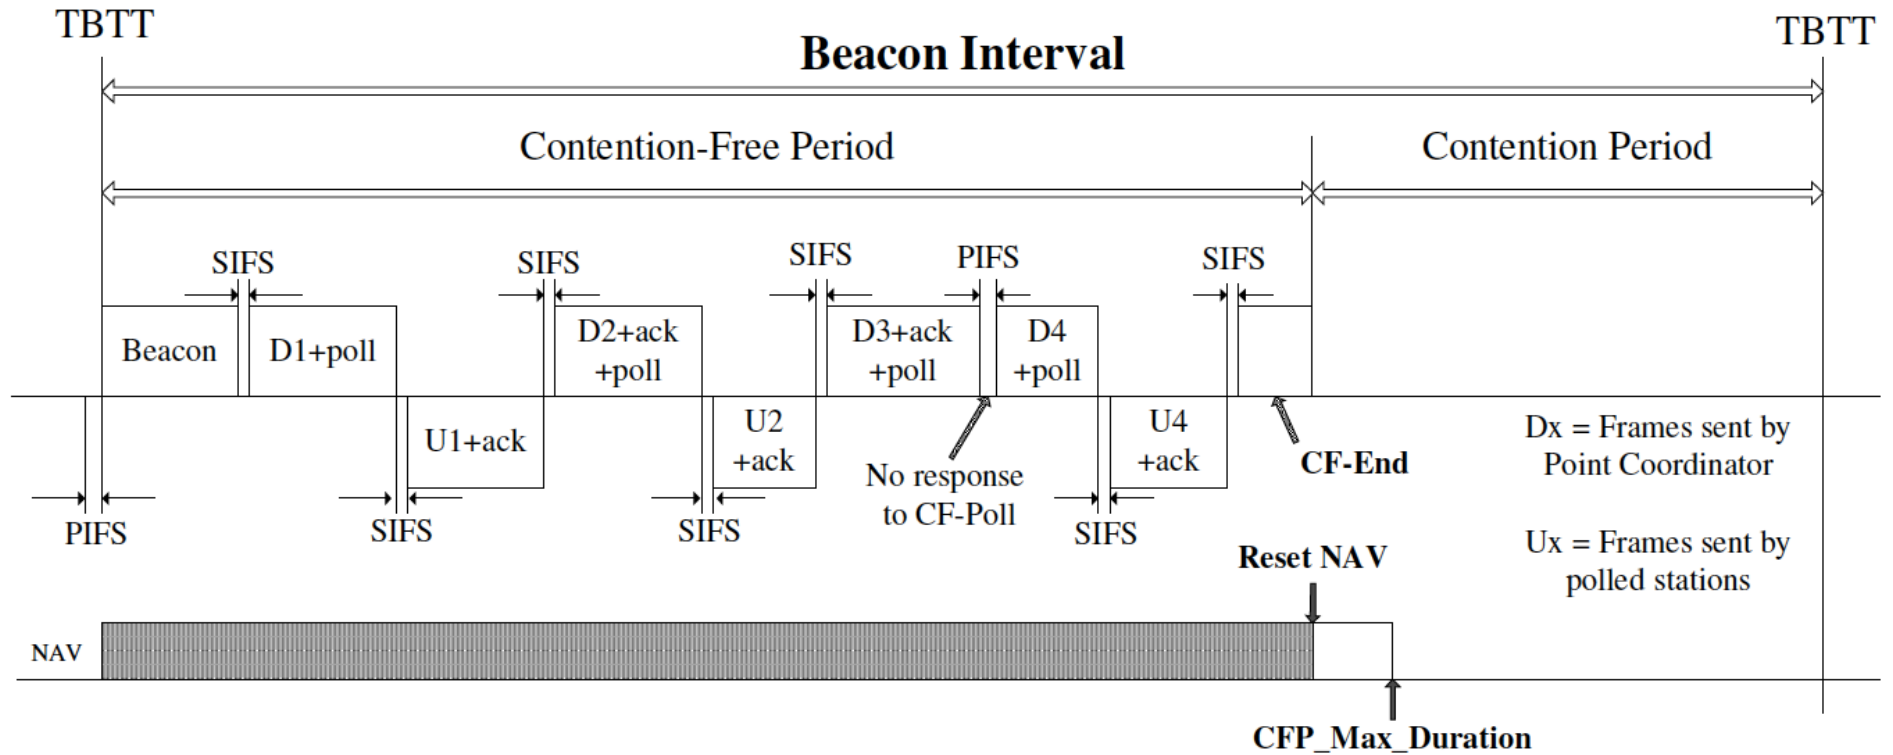 TBTT
TBTT
Beacon Interval
Contention-Free Period
Contention Period
SIFS
SIFS
SIFS
PIFS
SIFS
Beacon
D1+poll
D2+ack
+poll
D3+ack
+poll
D4
+poll
U1+ack
U2
+ack
U4
+ack
No response
to CF-Poll
CF-End
Dx = Frames sent by
Point Coordinator
PIFS
SIFS
SIFS
SIFS
Ux = Frames sent by
polled stations
Reset NAV
NAV
CFP_Max_Duration